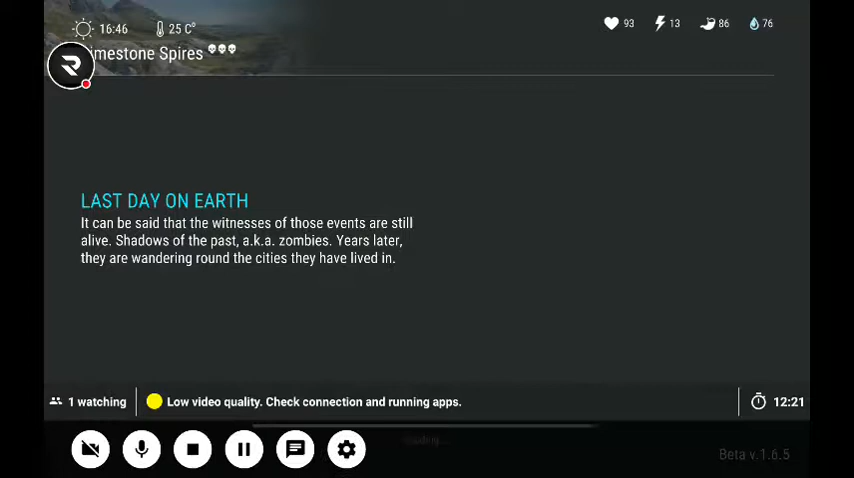 16:46 25 C°
93 13 86 76
imestone Spires
LAST DAY ON EARTH
It can be said that the witnesses of those events are still
alive. Shadows of the past, a.k.a. zombies. Years later,
they are wandering round the cities they have lived in.
1 watching
Low video quality. Check connection and running apps.
12:21
Beta v.1.6.5